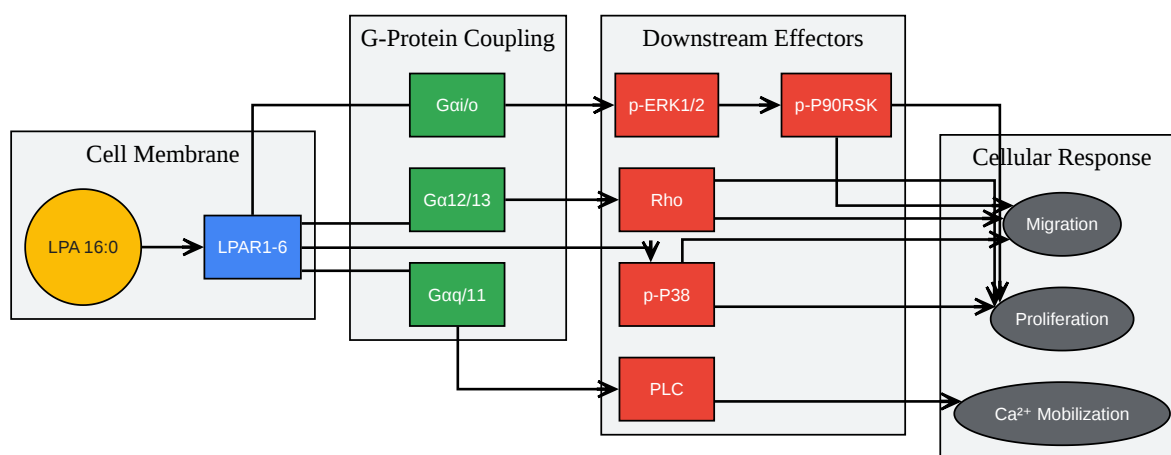 G-Protein Coupling
Downstream Effectors
Gαi/o
p-ERK1/2
p-P90RSK
Cell Membrane
Cellular Response
Gα12/13
Rho
LPA 16:0
LPAR1-6
Migration
Gαq/11
p-P38
Proliferation
PLC
Ca²⁺ Mobilization